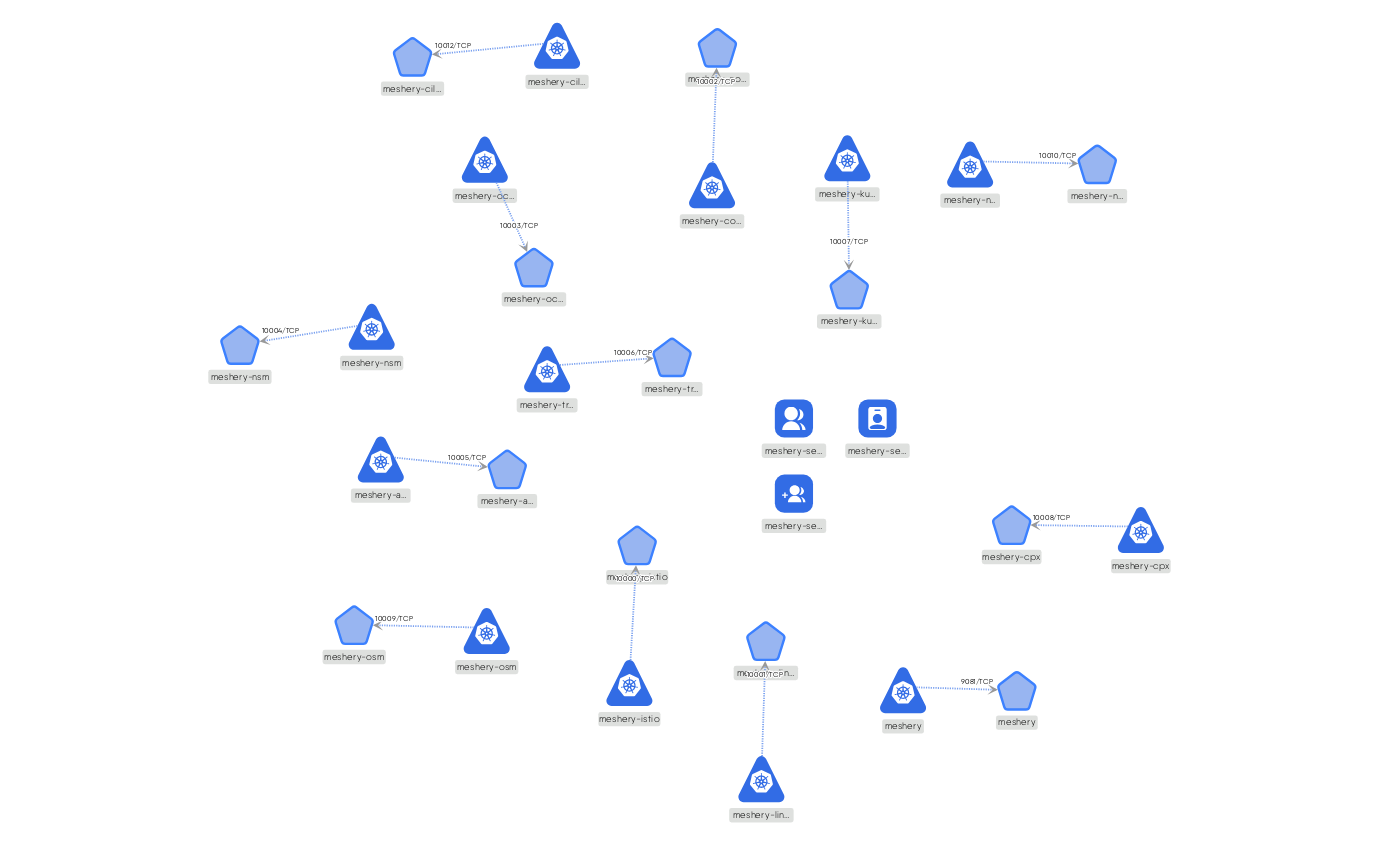 10012/TCP
meshery-cil...
meshery-cil...
10002/TCP
meshery-oc...
10003/TCP
meshery-oc...
meshery-co...
meshery-ku...
10007/TCP
meshery-ku...
10010/TCP
meshery-n...
meshery-n...
10004/TCP
meshery-nsm
meshery-nsm
10006/TCP
meshery-tr...
meshery-tr...
meshery-se...
meshery-se...
meshery-se...
10005/TCP
meshery-a...
meshery-a...
10008/TCP
meshery-cpx
meshery-cpx
10000/TCP
meshery-istio
10009/TCP
meshery-osm
meshery-osm
10001/TCP
meshery-lin...
9081/TCP
meshery
meshery